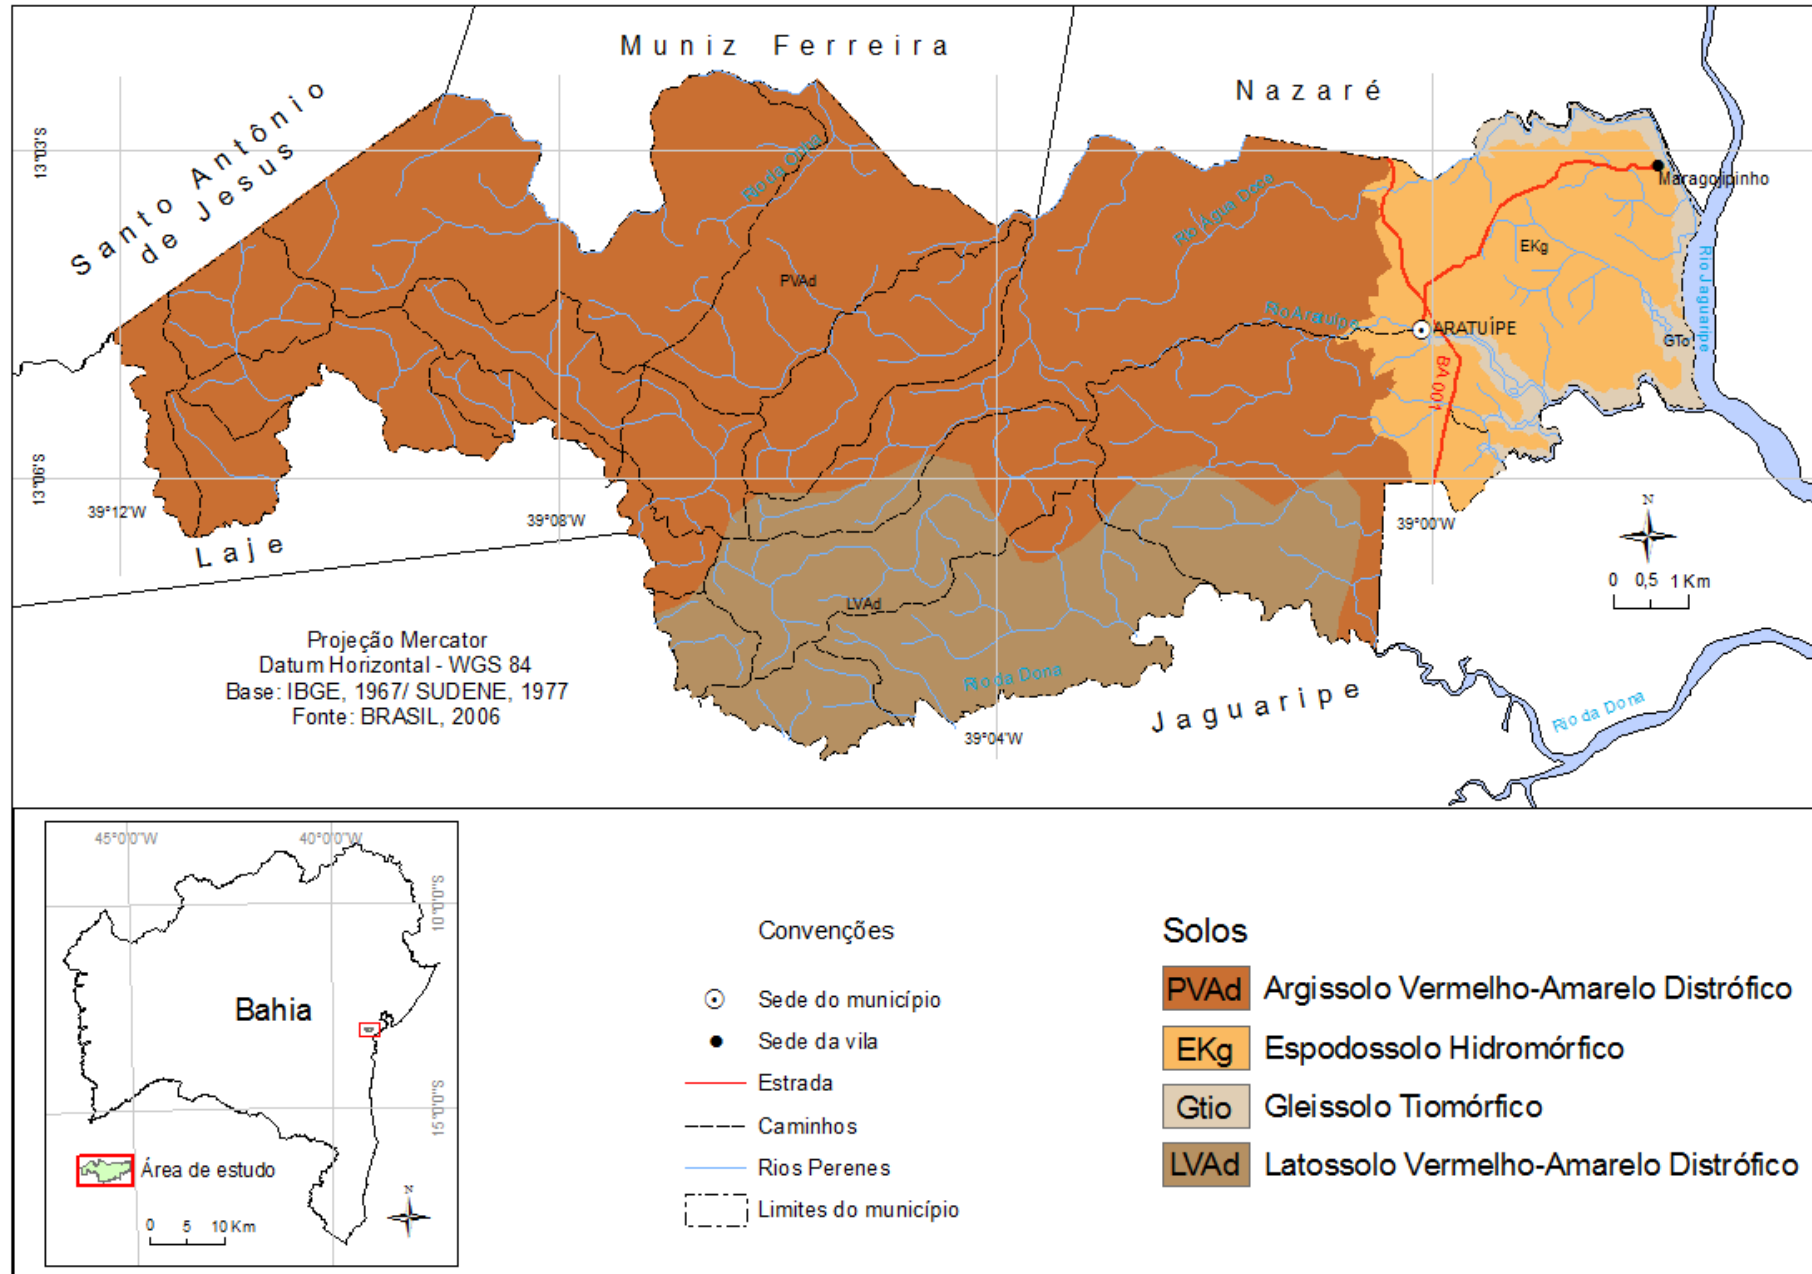 Muniz Ferreira
Nazaré
Santo Antônio
de Jesus
13°03'S
Rio da Onha
Rio Água Doce
Maragojipinho
EKg
PVAd
Rio Jaguaripe
Rio Aratuípe
ARATUÍPE
GTo
BA 001
13°06'S
39°12'W
39°08'W
39°00'W
N
Laje
0 0,5 1 Km
LVAd
Projeção Mercator
Datum Horizontal - WGS 84
Base: IBGE, 1967/ SUDENE, 1977
Fonte: BRASIL, 2006
Rio da Dona
Jaguaripe
Rio da Dona
39°04'W
45°0'0"W
40°0'0"W
10°0'0"S
Bahia
15°0'0"S
Área de estudo
N
0 5 10 Km
Convenções
Sede do município
Sede da vila
Estrada
Caminhos
Rios Perenes
Limites do município
Solos
PVAd Argissolo Vermelho-Amarelo Distrófico
EKg Espodossolo Hidromórfico
Gtio Gleissolo Tiomórfico
LVAd Latossolo Vermelho-Amarelo Distrófico